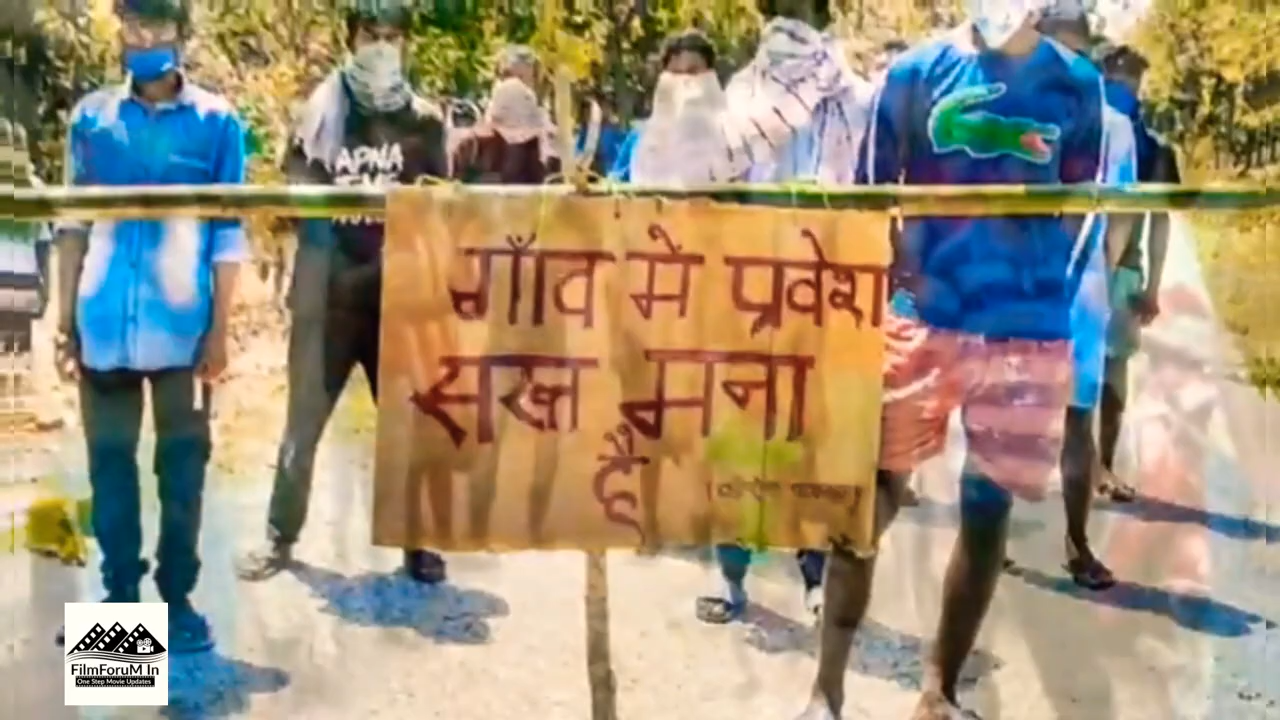 APNA
गाँव में प्रवेश
सख्त मना
है
FilmForuM In
One Step Movie Updates